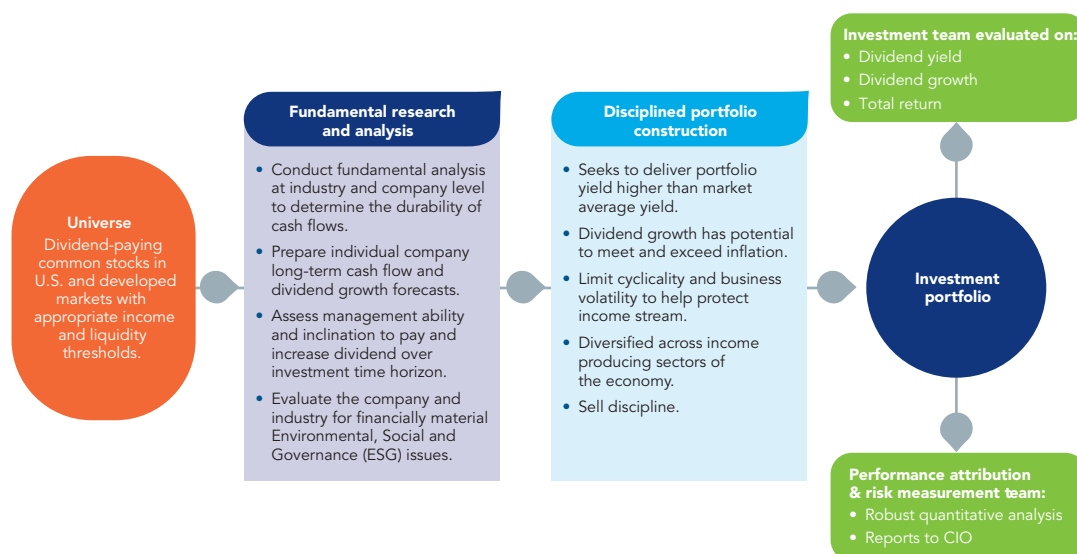 Universe
Dividend-paying
common stocks in
U.S. and developed
markets with
appropriate income
and liquidity
thresholds.
Fundamental research
and analysis
• Conduct fundamental analysis
at industry and company level
to determine the durability of
cash flows.
• Prepare individual company
long-term cash flow and
dividend growth forecasts.
• Assess management ability
and inclination to pay and
increase dividend over
investment time horizon.
• Evaluate the company and
industry for financially material
Environmental, Social and
Governance (ESG) issues.
Disciplined portfolio
construction
• Seeks to deliver portfolio
yield higher than market
average yield.
• Dividend growth has potential
to meet and exceed inflation.
• Limit cyclicality and business
volatility to help protect
income stream.
• Diversified across income
producing sectors of
the economy.
• Sell discipline.
Investment team evaluated on:
• Dividend yield
• Dividend growth
• Total return
Investment
portfolio
Performance attribution
& risk measurement team:
• Robust quantitative analysis
• Reports to CIO